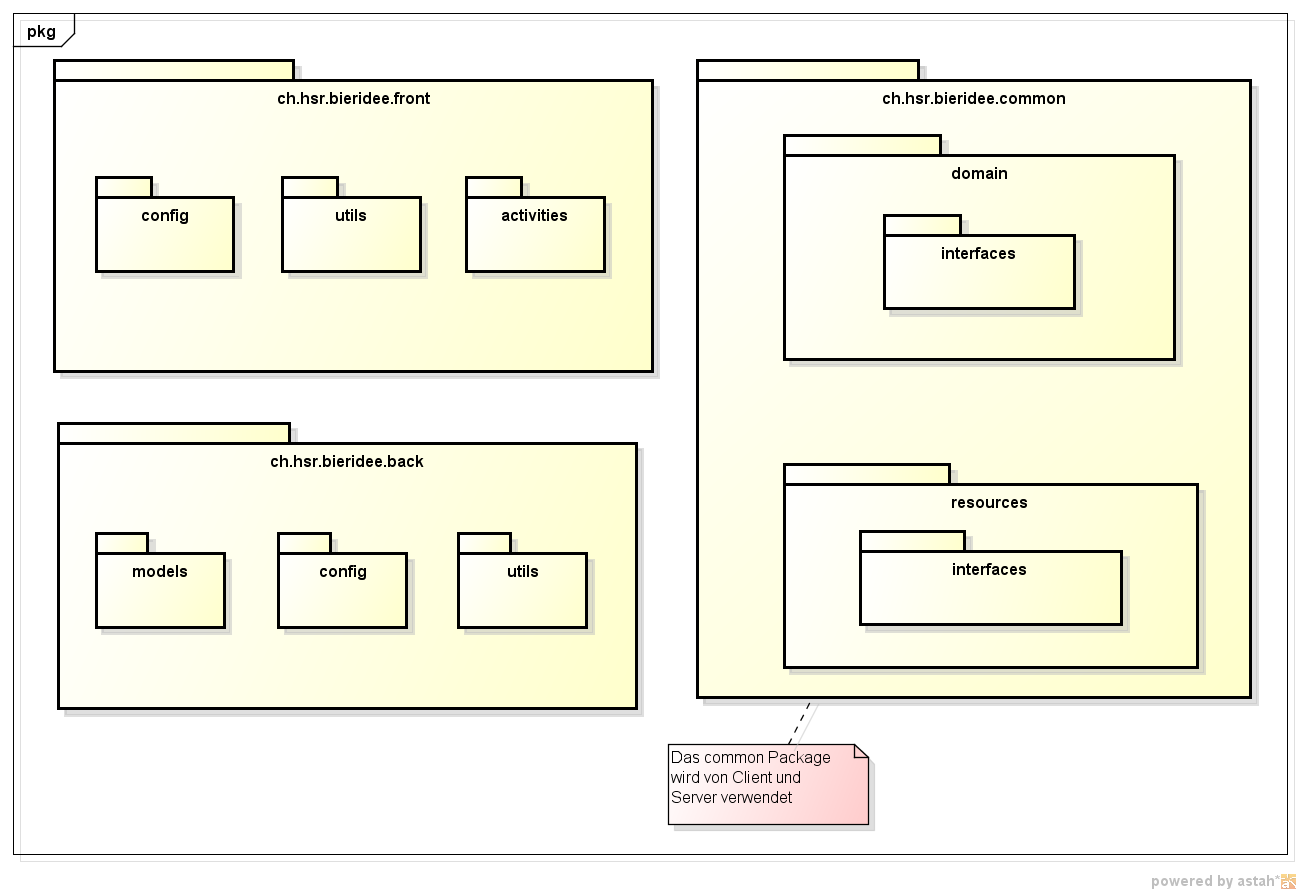 pkg
ch.hsr.bieridee.front
config
utils
activities
ch.hsr.bieridee.common
domain
interfaces
ch.hsr.bieridee.back
models
config
utils
resources
interfaces
Das common Package
wird von Client und
Server verwendet
powered by astah*